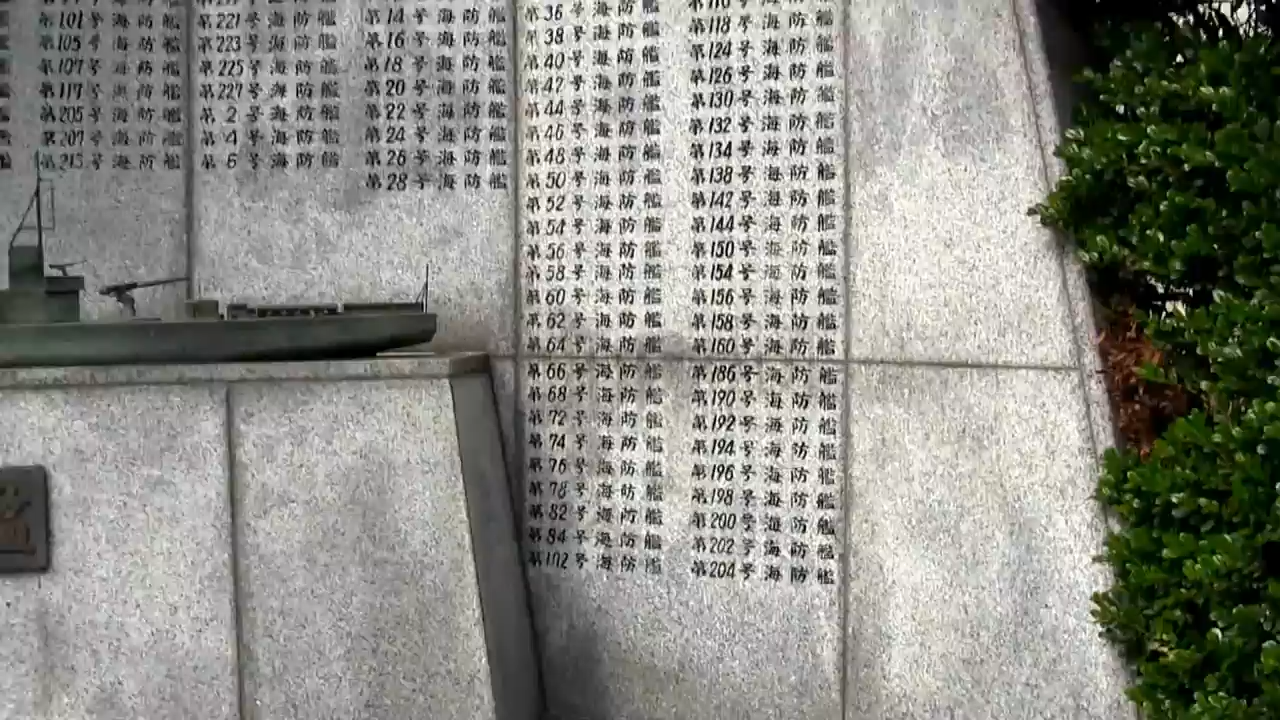 第101号海防艦
第105号海防艦
第107号海防艦
第117号海防艦
第205号海防艦
第207号海防艦
第215号海防艦
第221号海防艦
第223号海防艦
第225号海防艦
第227号海防艦
第2号海防艦
第4号海防艦
第6号海防艦
第14号海防艦
第16号海防艦
第18号海防艦
第20号海防艦
第22号海防艦
第24号海防艦
第26号海防艦
第28号海防艦
第36号海防艦
第38号海防艦
第40号海防艦
第42号海防艦
第44号海防艦
第46号海防艦
第48号海防艦
第50号海防艦
第52号海防艦
第54号海防艦
第56号海防艦
第58号海防艦
第60号海防艦
第62号海防艦
第64号海防艦
第66号海防艦
第68号海防艦
第72号海防艦
第74号海防艦
第76号海防艦
第78号海防艦
第82号海防艦
第84号海防艦
第102号海防艦
第118号海防艦
第124号海防艦
第126号海防艦
第130号海防艦
第132号海防艦
第134号海防艦
第138号海防艦
第142号海防艦
第144号海防艦
第150号海防艦
第154号海防艦
第156号海防艦
第158号海防艦
第160号海防艦
第186号海防艦
第190号海防艦
第192号海防艦
第194号海防艦
第196号海防艦
第198号海防艦
第200号海防艦
第202号海防艦
第204号海防艦